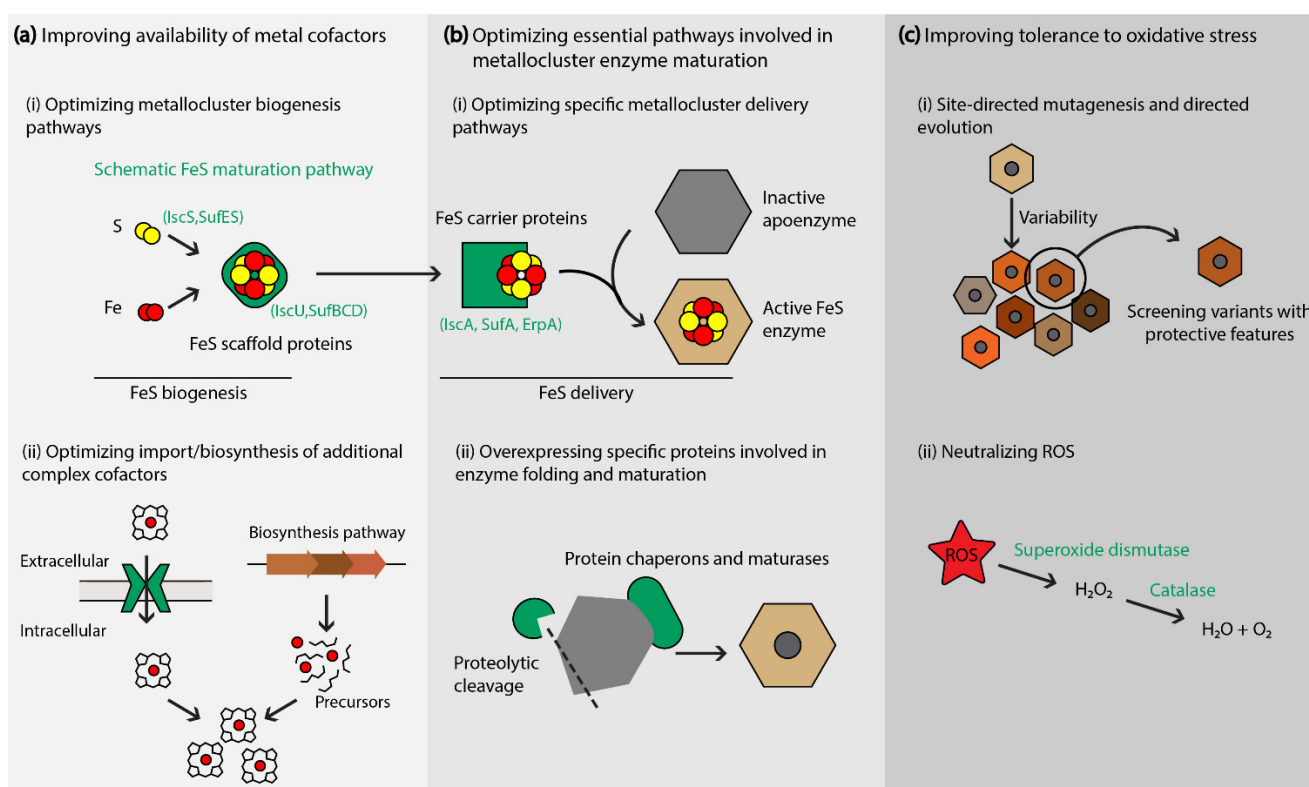 (a) Improving availability of metal cofactors
(i) Optimizing metallocluster biogenesis
pathways
Schematic FeS maturation pathway
S
(IscS,SufES)
Fe
(IscU,SufBCD)
FeS scaffold proteins
FeS biogenesis
(ii) Optimizing import/biosynthesis of additional
complex cofactors
Biosynthesis pathway
Extracellular
Intracellular
Precursors
(b) Optimizing essential pathways involved in
metallocluster enzyme maturation
(i) Optimizing specific metallocluster delivery
pathways
FeS carrier proteins
Inactive
apoenzyme
(IscA, SufA, ErpA)
Active FeS
enzyme
FeS delivery
(ii) Overexpressing specific proteins involved in
enzyme folding and maturation
Protein chaperons and maturases
Proteolytic
cleavage
(c) Improving tolerance to oxidative stress
(i) Site-directed mutagenesis and directed
evolution
Variability
Screening variants with
protective features
(ii) Neutralizing ROS
ROS
Superoxide dismutase
H₂O₂
Catalase
H₂O + O₂